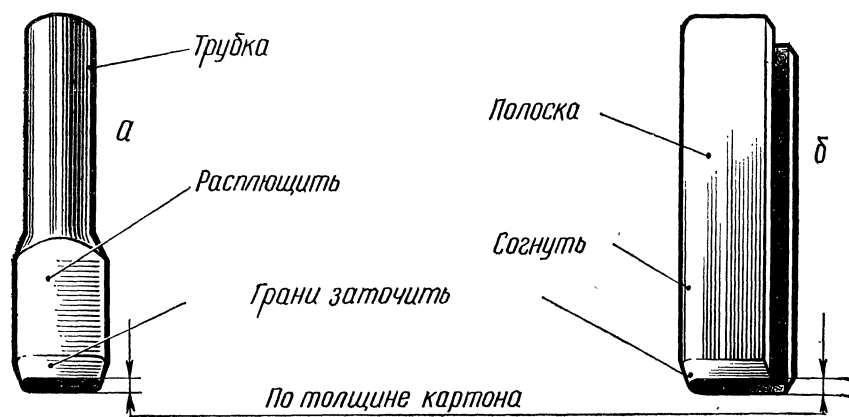 Трубка
а
Полоска
б
Расплющить
Согнуть
Грани заточить
По толщине картона